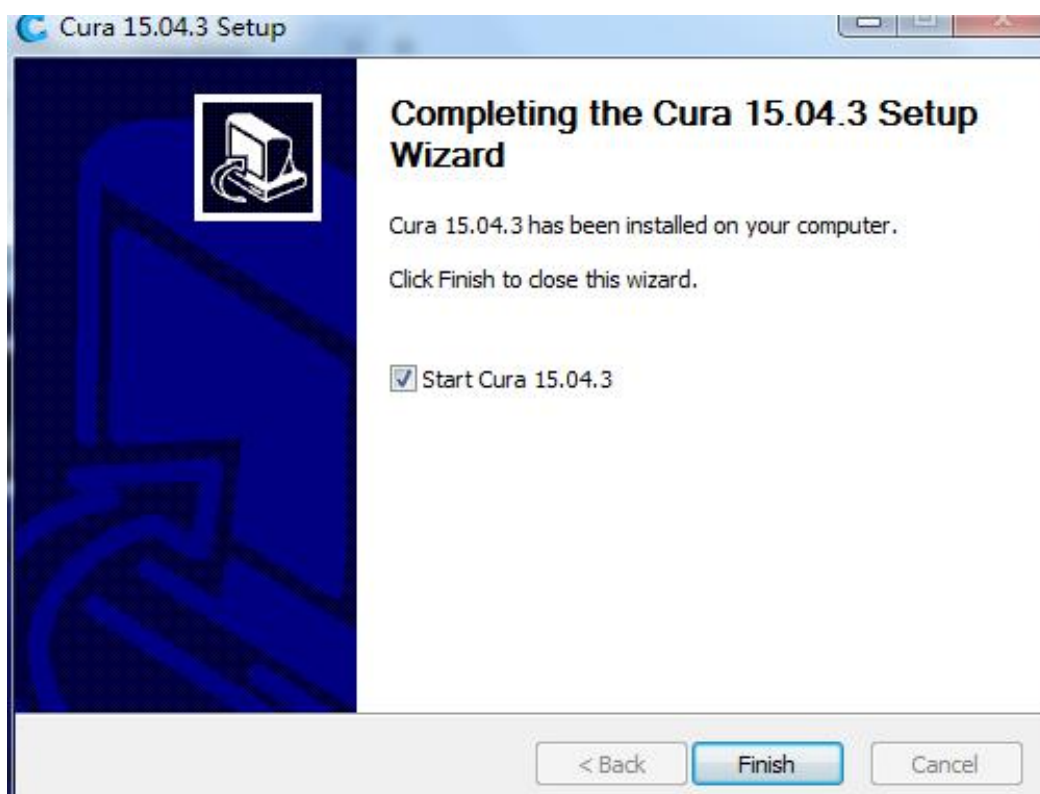 Cura 15.04.3 Setup
Completing the Cura 15.04.3 Setup
Wizard
Cura 15.04.3 has been installed on your computer.
Click Finish to close this wizard.
Start Cura 15.04.3
< Back
Finish
Cancel